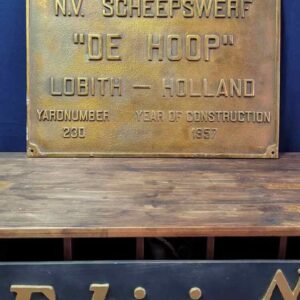 N.V. SCHEEPSWERF
"DE HOOP"
LOBITH — HOLLAND
YARDNUMBER YEAR OF CONSTRUCTION
230 1957